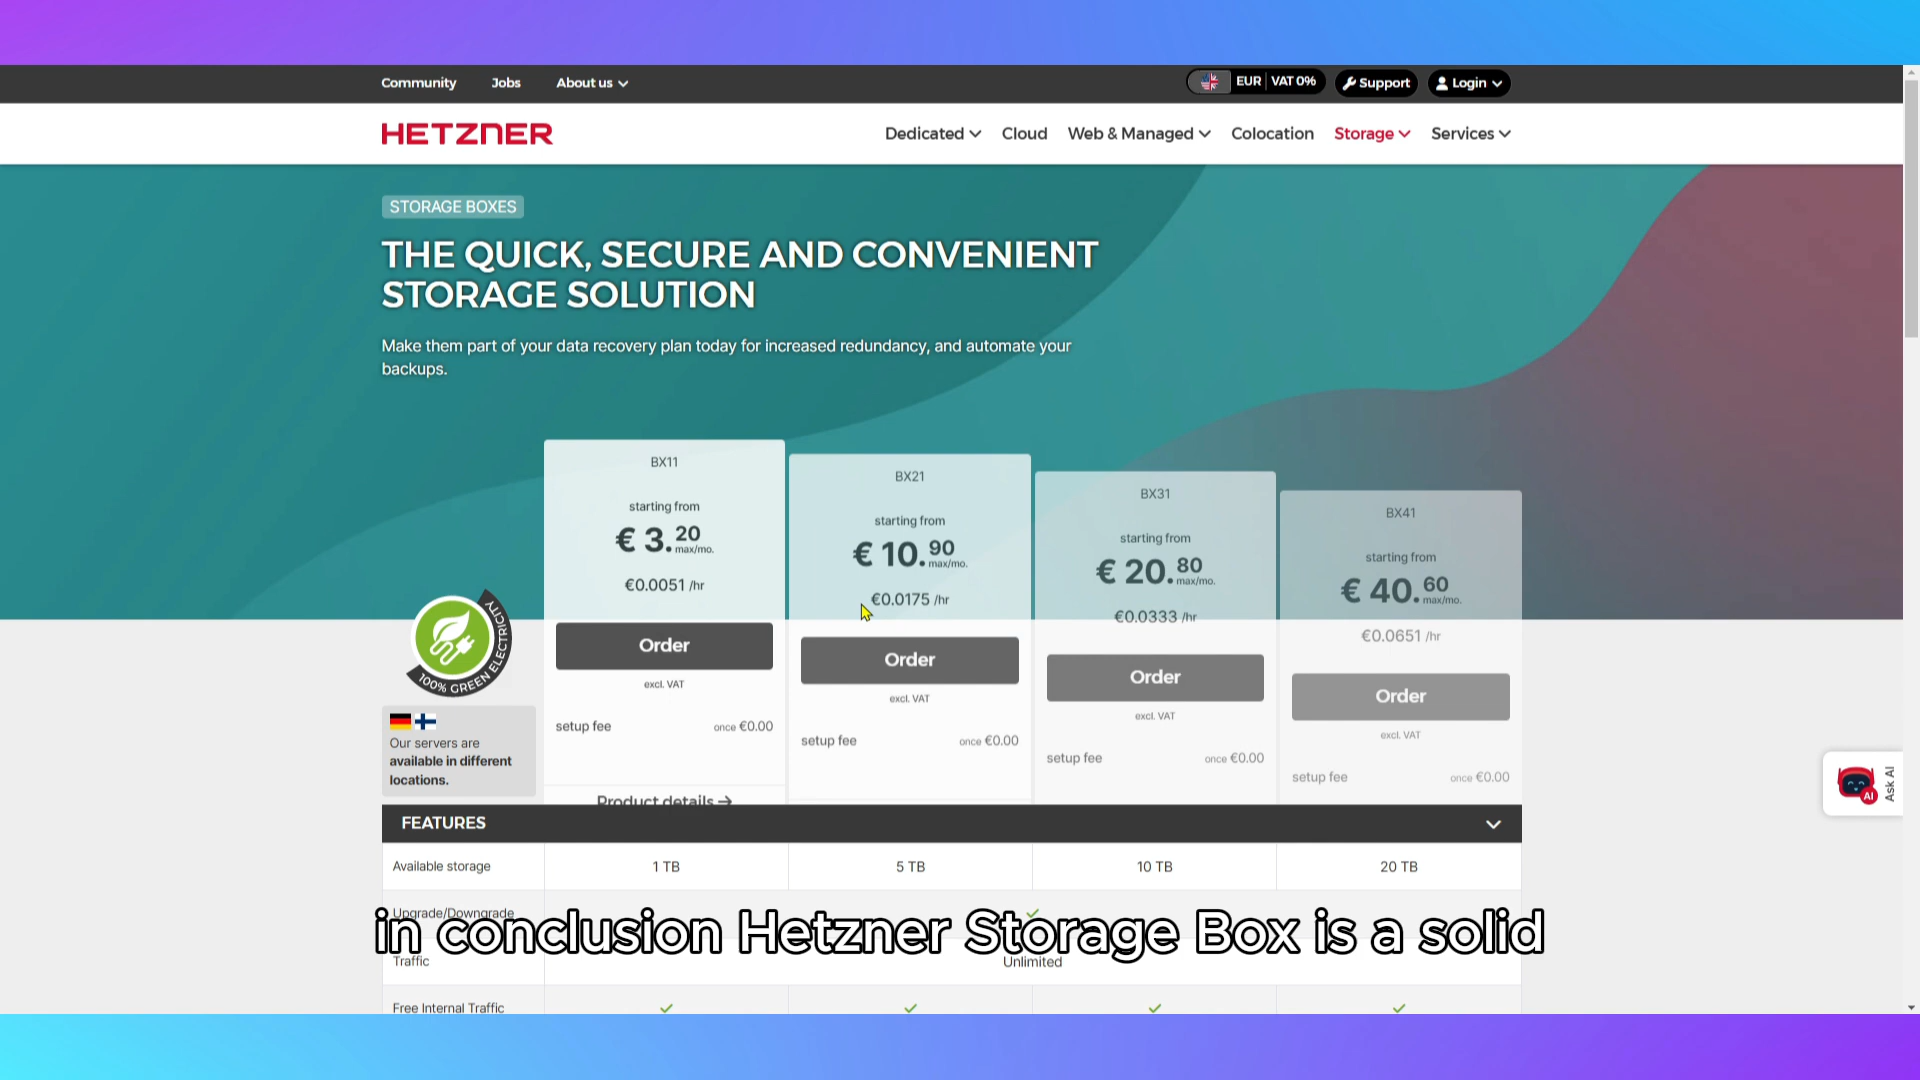 Community Jobs About us
EUR VAT 0% Support Login
HETZNER
Dedicated Cloud Web & Managed Colocation Storage Services
STORAGE BOXES
THE QUICK, SECURE AND CONVENIENT
STORAGE SOLUTION
Make them part of your data recovery plan today for increased redundancy, and automate your
backups.
BX11
starting from
€ 3.20 max/mo.
€0.0051 /hr
Order
excl. VAT
setup fee once €0.00
Product details →
BX21
starting from
€ 10.90 max/mo.
€0.0175 /hr
Order
excl. VAT
setup fee once €0.00
BX31
starting from
€ 20.80 max/mo.
€0.0333 /hr
Order
excl. VAT
setup fee once €0.00
BX41
starting from
€ 40.60 max/mo.
€0.0651 /hr
Order
excl. VAT
setup fee once €0.00
100% GREEN ELECTRICITY
Our servers are
available in different
locations.
AI
Ask AI
FEATURES
Available storage 1 TB 5 TB 10 TB 20 TB
Upgrade/Downgrade
in conclusion Hetzner Storage Box is a solid
Traffic Unlimited
Free Internal Traffic